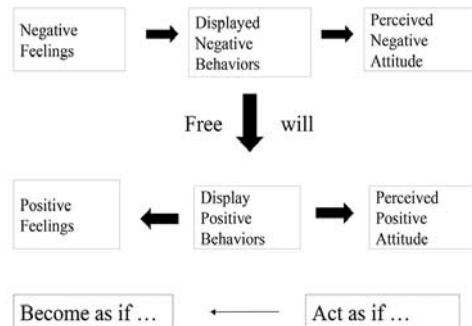 Negative
Feelings
Displayed
Negative
Behaviors
Perceived
Negative
Attitude
Free will
Positive
Feelings
Display
Positive
Behaviors
Perceived
Positive
Attitude
Become as if ...
Act as if ...